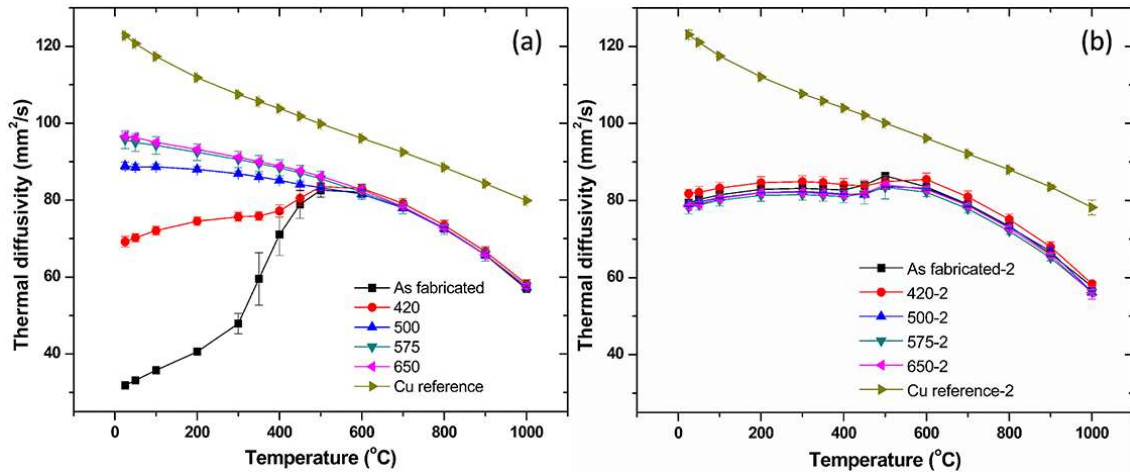 (a)
Thermal diffusivity (mm²/s)
120
100
80
60
40
As fabricated
420
500
575
650
Cu reference
0 200 400 600 800 1000
Temperature (°C)
(b)
Thermal diffusivity (mm²/s)
120
100
80
60
40
As fabricated-2
420-2
500-2
575-2
650-2
Cu reference-2
0 200 400 600 800 1000
Temperature (°C)